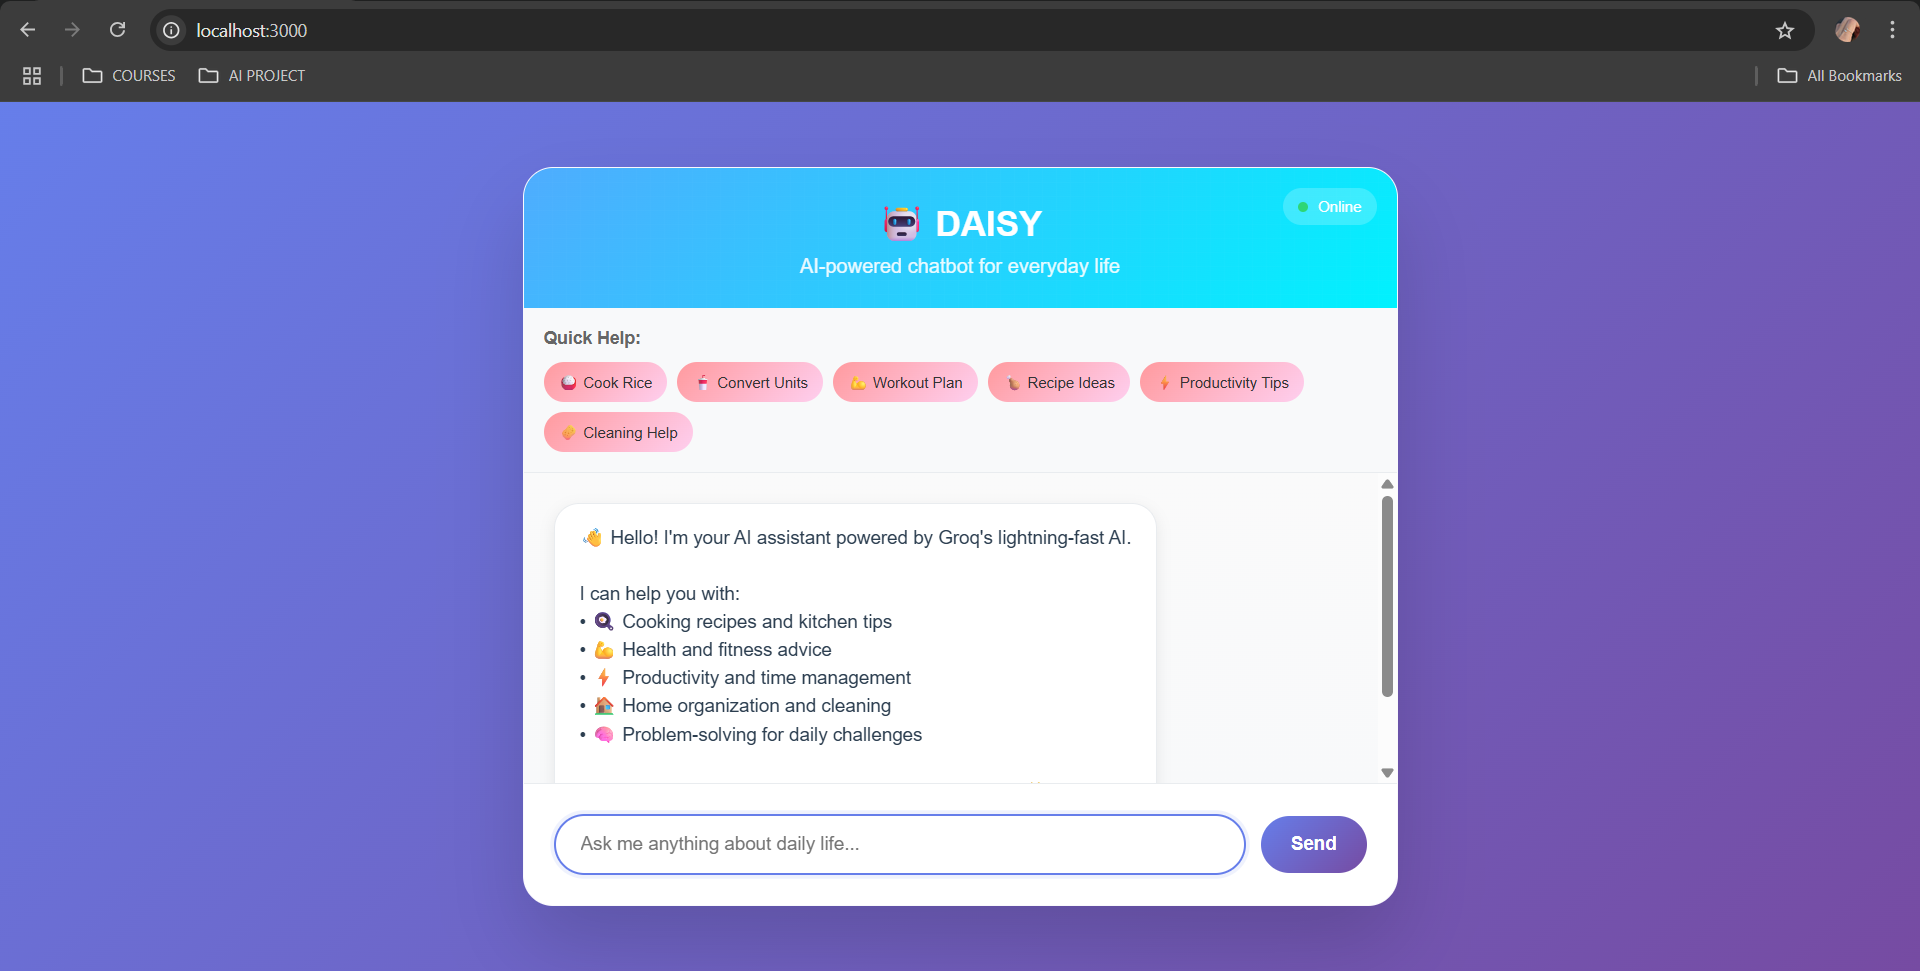 localhost:3000
COURSES
AI PROJECT
All Bookmarks
DAISY
Online
AI-powered chatbot for everyday life
Quick Help:
Cook Rice
Convert Units
Workout Plan
Recipe Ideas
Productivity Tips
Cleaning Help
👋 Hello! I'm your AI assistant powered by Groq's lightning-fast AI.
I can help you with:
• 🍳 Cooking recipes and kitchen tips
• 💪 Health and fitness advice
• ⚡ Productivity and time management
• 🏠 Home organization and cleaning
• 🧠 Problem-solving for daily challenges
Ask me anything about daily life...
Send